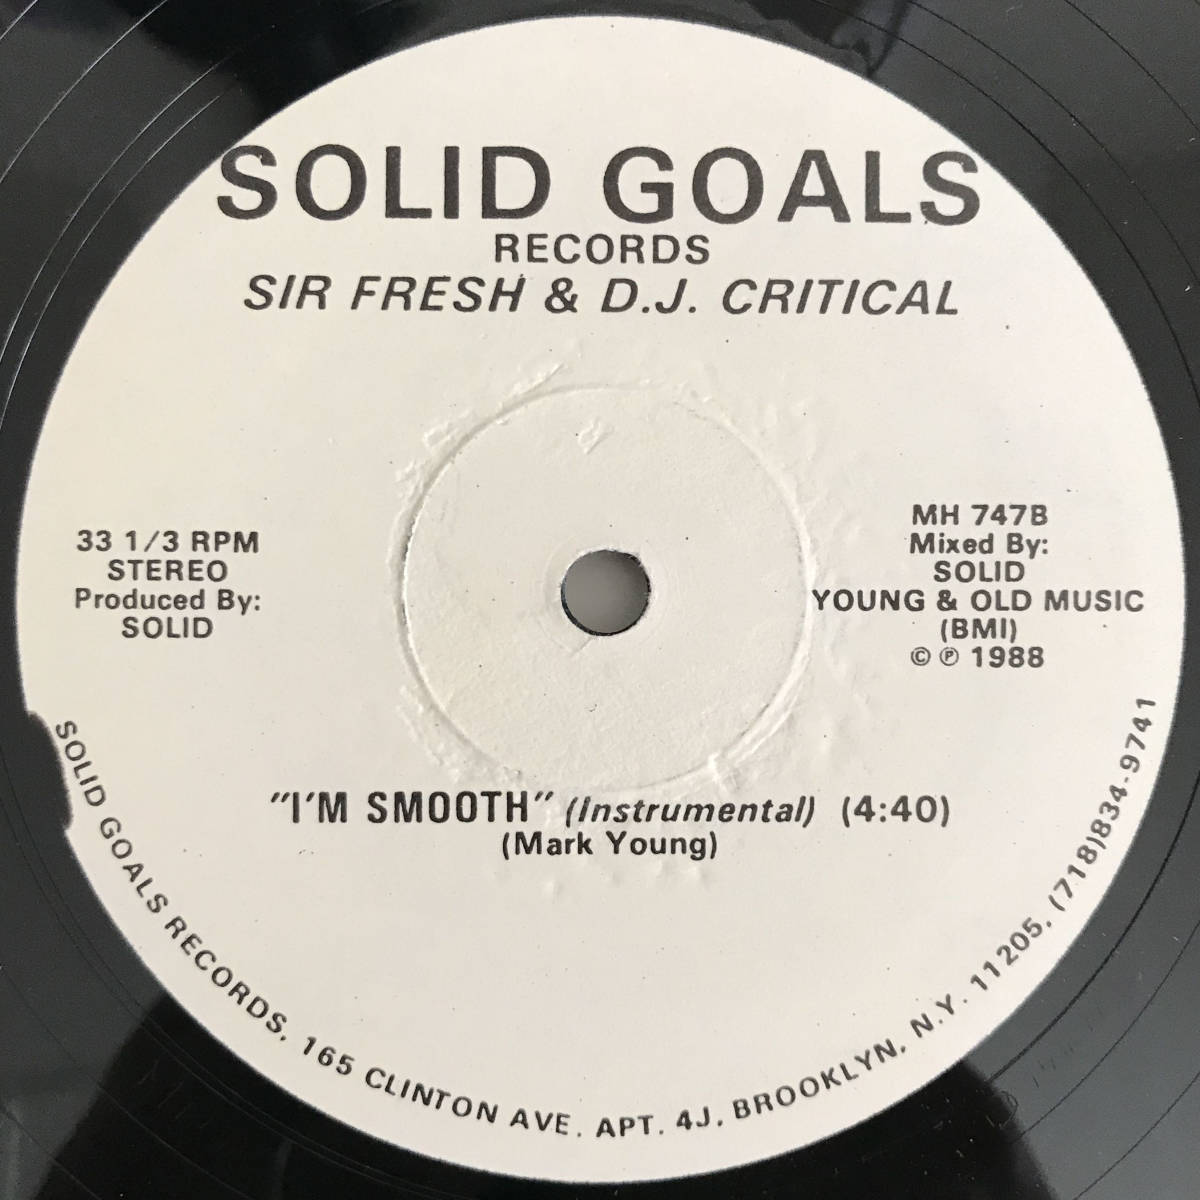 SOLID GOALS
RECORDS
SIR FRESH & D.J. CRITICAL
33 1/3 RPM
STEREO
Produced By:
SOLID
MH 747B
Mixed By:
SOLID
YOUNG & OLD MUSIC
(BMI)
© ℗ 1988
"I'M SMOOTH" (Instrumental) (4:40)
(Mark Young)
SOLID GOALS RECORDS, 165 CLINTON AVE. APT. 4J, BROOKLYN, N.Y. 11205, (718)834-9741